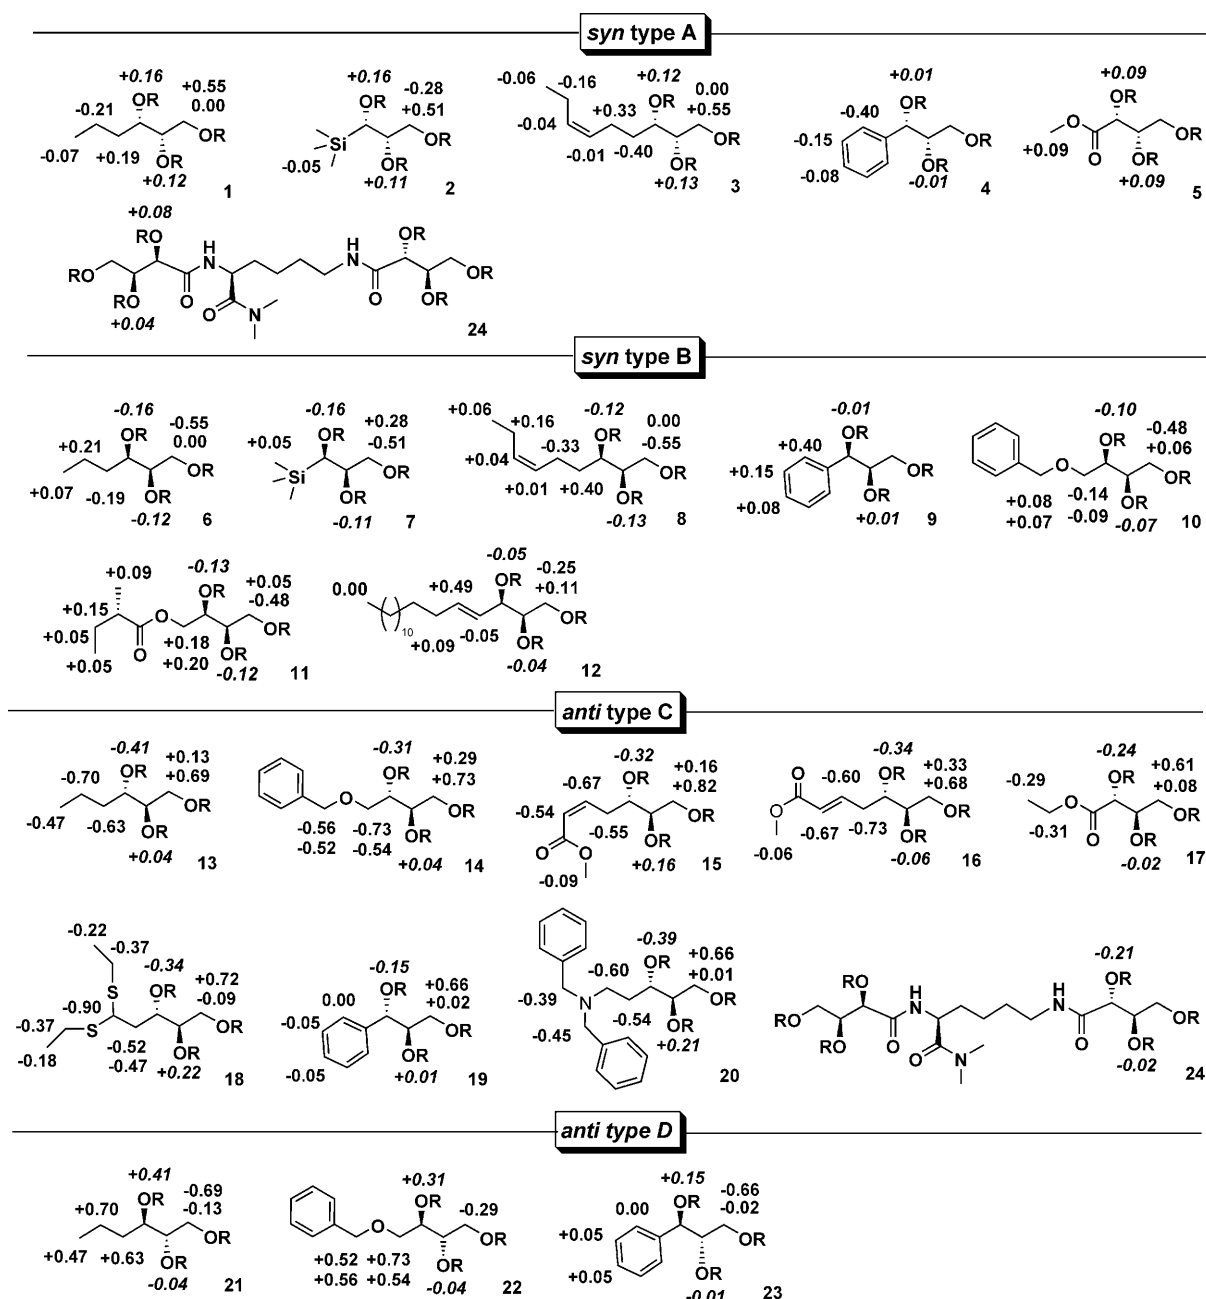 syn type A
+0.16 +0.55 +0.16 -0.28 -0.06 -0.16 +0.12 0.00 +0.01 +0.09
-0.21 OR 0.00 OR +0.51 +0.33 OR +0.55 -0.40 OR OR
OR OR -0.04 OR -0.15 OR O OR
-0.07 +0.19 OR -0.05 Si OR -0.01 -0.40 OR -0.08 OR +0.09 O OR
+0.12 1 +0.11 2 +0.13 3 -0.01 4 +0.09 5
+0.08
RO H N H N OR
RO O O OR
RO O N OR
+0.04 24
syn type B
-0.16 -0.55 -0.16 +0.28 +0.06 +0.16 -0.12 0.00 -0.01 -0.10 -0.48
+0.21 OR 0.00 +0.05 OR -0.51 -0.33 OR -0.55 +0.40 OR OR +0.06
OR Si OR +0.04 OR +0.15 OR O OR
+0.07 -0.19 OR OR +0.01 +0.40 OR +0.08 OR +0.08 -0.14 OR
-0.12 6 -0.11 7 -0.13 8 +0.01 9 +0.07 -0.09 -0.07 10
+0.09 -0.13 +0.05 -0.05 -0.25
+0.15 O OR -0.48 0.00 +0.49 OR +0.11
+0.05 OR 10 OR
+0.05 O +0.18 OR +0.09 -0.05 OR
+0.20 -0.12 11 -0.04 12
anti type C
-0.41 +0.13 -0.31 +0.29 -0.32 +0.16 -0.34 +0.33 -0.24 +0.61
-0.70 OR +0.69 OR +0.73 -0.67 OR +0.82 O -0.60 OR +0.68 -0.29 OR +0.08
OR O OR -0.54 OR O OR O OR
-0.47 -0.63 OR -0.56 -0.73 OR O -0.55 OR -0.06 -0.67 -0.73 OR -0.31 O OR
+0.04 13 -0.52 -0.54 +0.04 14 O -0.09 +0.16 15 -0.06 16 -0.02 17
-0.22 -0.37 -0.34 +0.72 -0.15 +0.66 -0.39 +0.66 -0.21
-0.90 S OR -0.09 0.00 OR +0.02 -0.60 OR +0.01 RO H N H N OR
-0.37 S OR -0.05 OR -0.39 N OR RO O O OR
-0.18 -0.52 OR -0.05 OR -0.45 -0.54 OR RO O N OR
-0.47 +0.22 18 +0.01 19 +0.21 20 -0.02 24
anti type D
+0.41 -0.69 +0.31 +0.15 -0.66
+0.70 OR -0.13 OR -0.29 0.00 OR -0.02
OR O OR +0.05 OR
+0.47 +0.63 OR +0.52 +0.73 OR +0.05 OR
-0.04 21 +0.56 +0.54 -0.04 22 -0.01 23